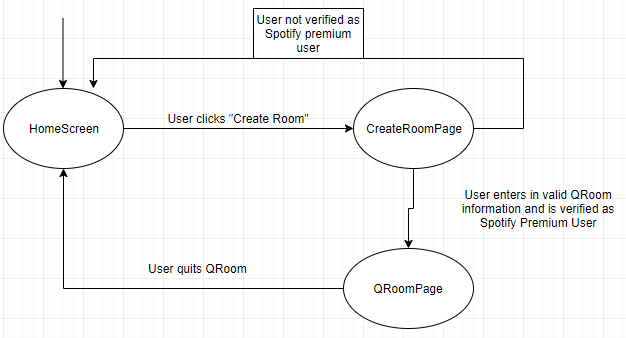 User not verified as
Spotify premium
user
HomeScreen
User clicks "Create Room"
CreateRoomPage
User enters in valid QRoom
information and is verified as
Spotify Premium User
User quits QRoom
QRoomPage